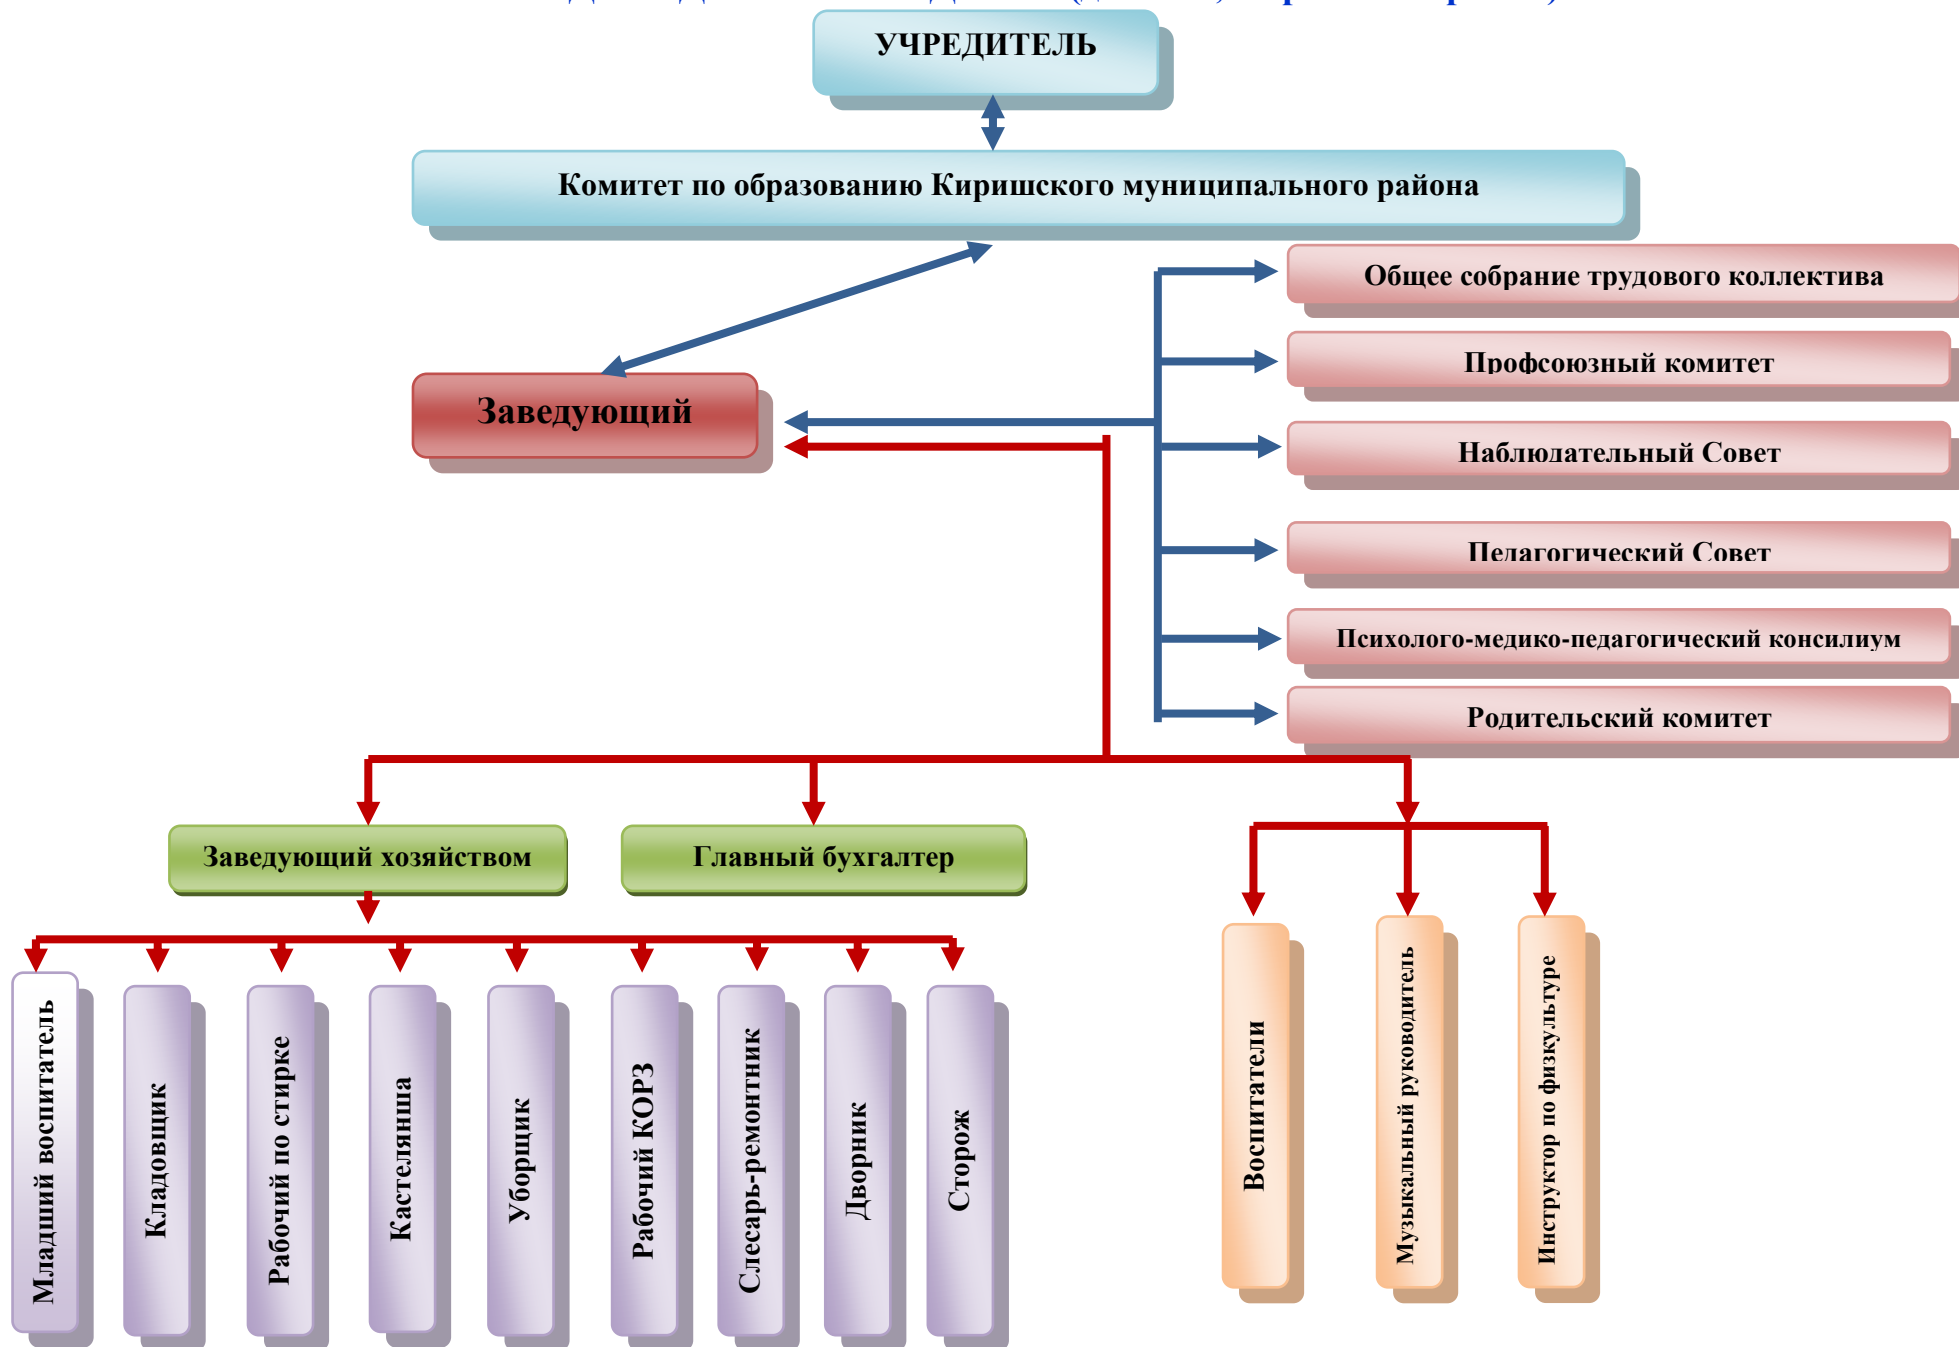 УЧРЕДИТЕЛЬ
Комитет по образованию Киришского муниципального района
Общее собрание трудового коллектива
Профсоюзный комитет
Заведующий
Наблюдательный Совет
Педагогический Совет
Психолого-медико-педагогический консилиум
Родительский комитет
Заведующий хозяйством
Главный бухгалтер
Младший воспитатель
Кладовщик
Рабочий по стирке
Кастелянша
Уборщик
Рабочий КОРЗ
Слесарь-ремонтник
Дворник
Сторож
Воспитатели
Музыкальный руководитель
Инструктор по физкультуре